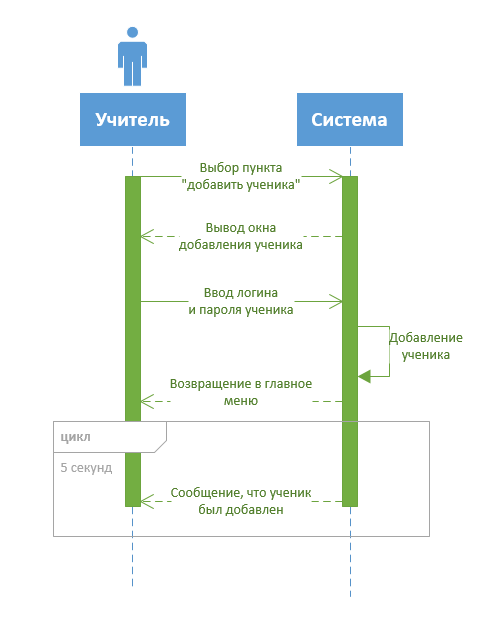 Учитель
Система
Выбор пункта
"добавить ученика"
Вывод окна
добавления ученика
Ввод логина
и пароля ученика
Добавление
ученика
Возвращение в главное
меню
цикл
5 секунд
Сообщение, что ученик
был добавлен